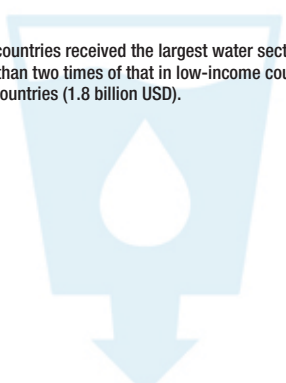 countries received the largest water sect
than two times of that in low-income cou
ountries (1.8 billion USD).